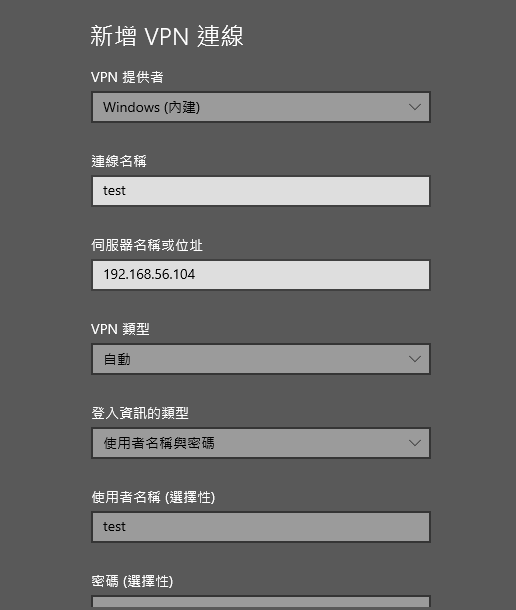 新增 VPN 連線
VPN 提供者
Windows (內建)
連線名稱
test
伺服器名稱或位址
192.168.56.104
VPN 類型
自動
登入資訊的類型
使用者名稱與密碼
使用者名稱 (選擇性)
test
密碼 (選擇性)